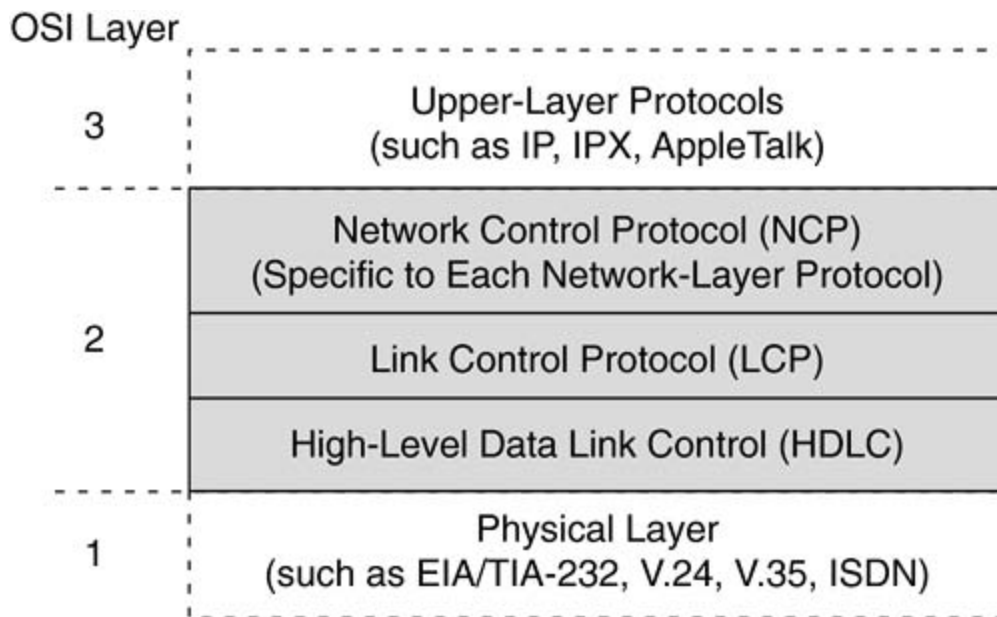 OSI Layer
3
Upper-Layer Protocols
(such as IP, IPX, AppleTalk)
2
Network Control Protocol (NCP)
(Specific to Each Network-Layer Protocol)
Link Control Protocol (LCP)
High-Level Data Link Control (HDLC)
1
Physical Layer
(such as EIA/TIA-232, V.24, V.35, ISDN)